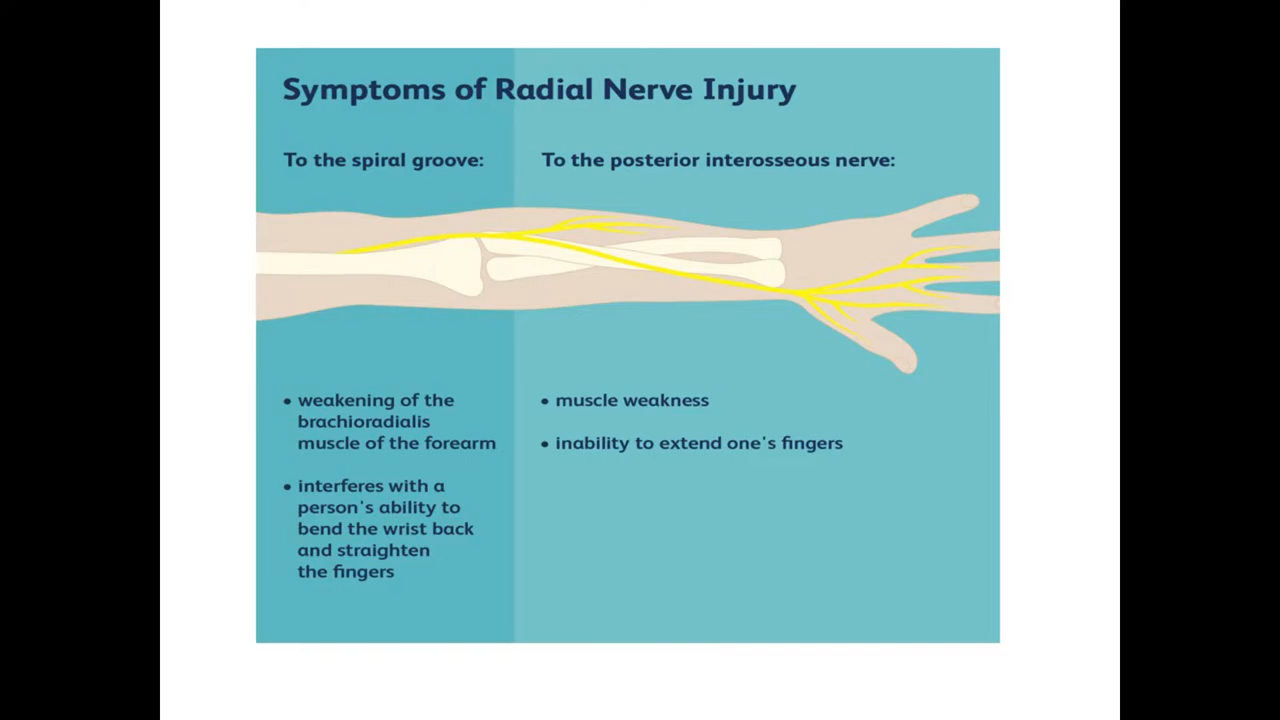 Symptoms of Radial Nerve Injury
To the spiral groove:
• weakening of the
brachioradialis
muscle of the forearm
• interferes with a
person's ability to
bend the wrist back
and straighten
the fingers
To the posterior interosseous nerve:
• muscle weakness
• inability to extend one's fingers